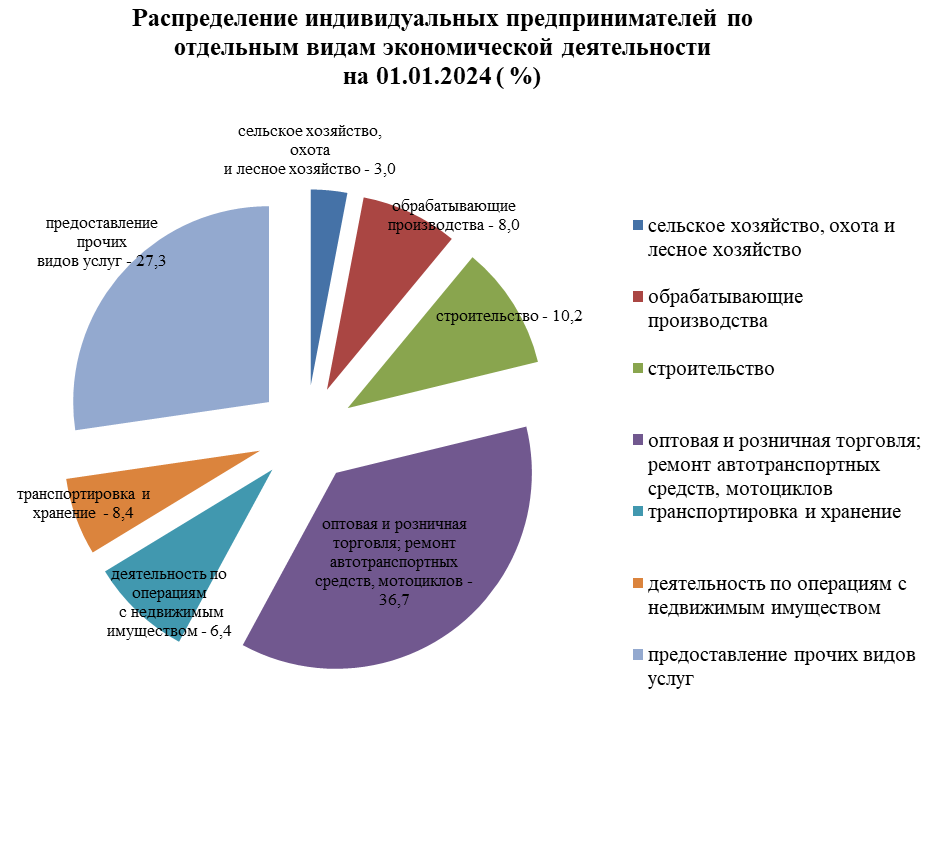 Распределение индивидуальных предпринимателей по
отдельным видам экономической деятельности
на 01.01.2024 ( %)
сельское хозяйство,
охота
и лесное хозяйство - 3,0
обрабатывающие
производства - 8,0
строительство - 10,2
оптовая и розничная
торговля; ремонт
автотранспортных
средств, мотоциклов -
36,7
деятельность по
операциям
с недвижимым
имуществом - 6,4
транспортировка и
хранение - 8,4
предоставление
прочих
видов услуг - 27,3
сельское хозяйство, охота и
лесное хозяйство
обрабатывающие
производства
строительство
оптовая и розничная торговля;
ремонт автотранспортных
средств, мотоциклов
транспортировка и хранение
деятельность по операциям с
недвижимым имуществом
предоставление прочих видов
услуг